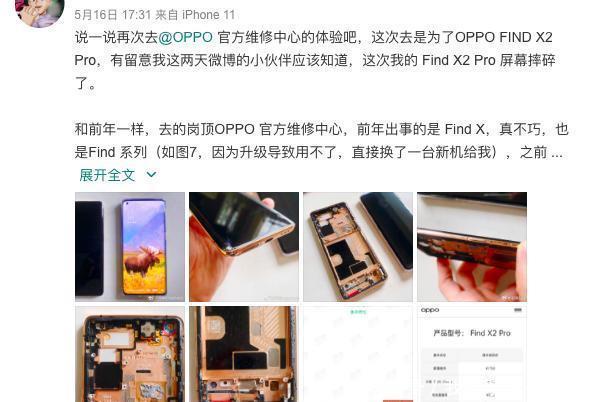 5月16日 17:31 来自 iPhone 11
说一说再次去@OPPO 官方维修中心的体验吧，这次去是为了OPPO FIND X2
Pro，有留意我这两天微博的小伙伴应该知道，这次我的 Find X2 Pro 屏幕摔碎
了。
和前年一样，去的岗顶OPPO 官方维修中心，前年出事的是 Find X，真不巧，也
是Find 系列（如图7，因为升级导致用不了，直接换了一台新机给我），之前 ...
展开全文
oppo
产品型号： Find X2 Pro